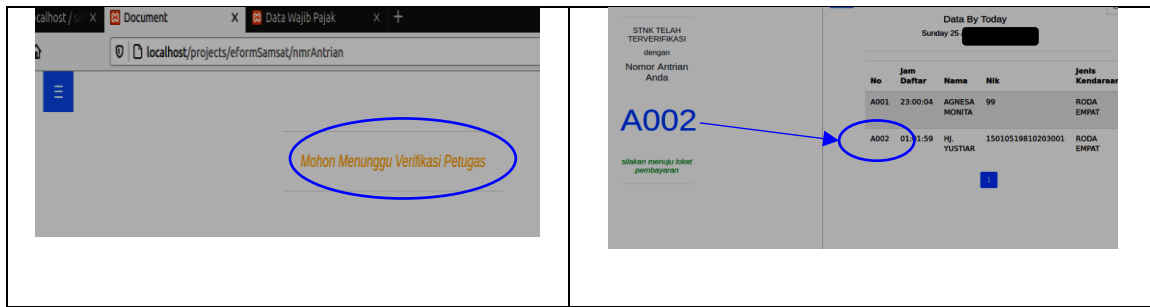 Document X
Data Wajib Pajak X +
localhost/projects/eformSamsat/nmrAntrian
Mohon Menunggu Verifikasi Petugas
STNK TELAH
TERVERIFIKASI
dengan
Nomor Antrian
Anda
A002
silakan menuju loket
pembayaran
Data By Today
Sunday 25
No Jam Daftar Nama Nik Jenis
A001 23:00:04 AGNESA MONITA 99 RODA EMPAT
A002 HJ. YUSTIAR 15010519810203001 RODA EMPAT
1